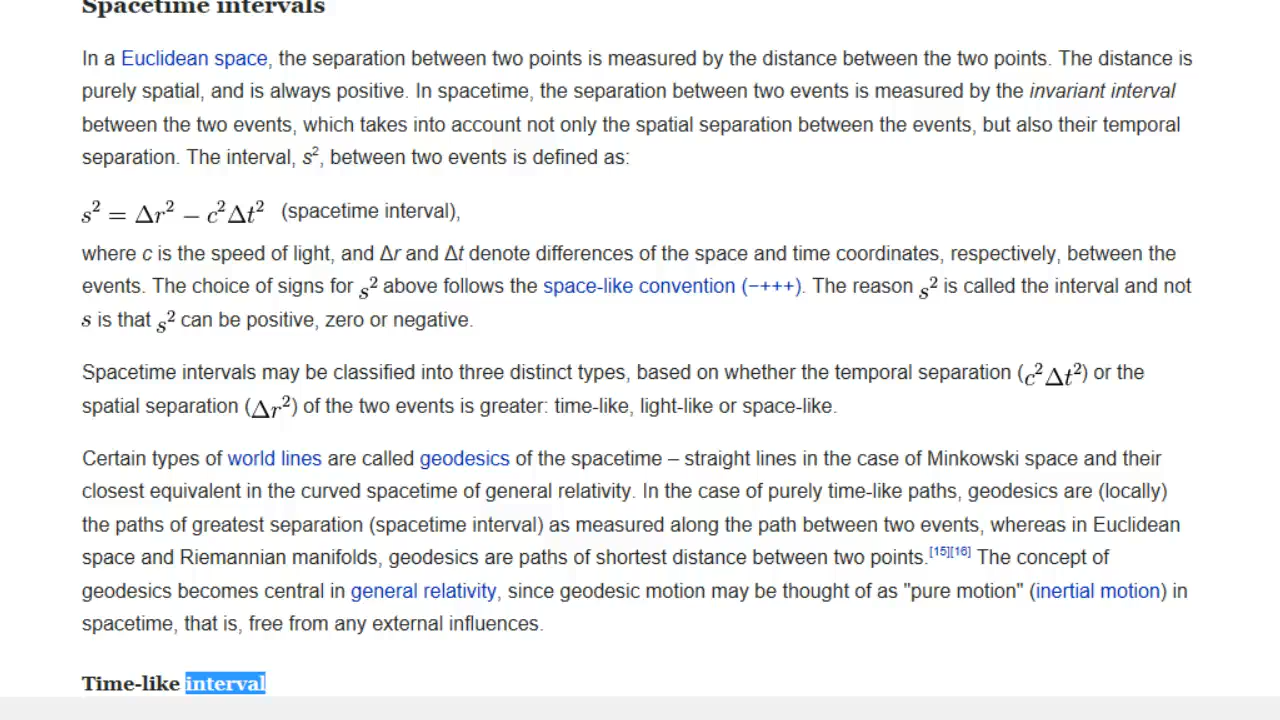 Spacetime intervals
In a Euclidean space, the separation between two points is measured by the distance between the two points. The distance is
purely spatial, and is always positive. In spacetime, the separation between two events is measured by the invariant interval
between the two events, which takes into account not only the spatial separation between the events, but also their temporal
separation. The interval, s², between two events is defined as:
s² = Δr² − c²Δt² (spacetime interval),
where c is the speed of light, and Δr and Δt denote differences of the space and time coordinates, respectively, between the
events. The choice of signs for s² above follows the space-like convention (−+++). The reason s² is called the interval and not
s is that s² can be positive, zero or negative.
Spacetime intervals may be classified into three distinct types, based on whether the temporal separation (c²Δt²) or the
spatial separation (Δr²) of the two events is greater: time-like, light-like or space-like.
Certain types of world lines are called geodesics of the spacetime – straight lines in the case of Minkowski space and their
closest equivalent in the curved spacetime of general relativity. In the case of purely time-like paths, geodesics are (locally)
the paths of greatest separation (spacetime interval) as measured along the path between two events, whereas in Euclidean
space and Riemannian manifolds, geodesics are paths of shortest distance between two points.[15][16] The concept of
geodesics becomes central in general relativity, since geodesic motion may be thought of as "pure motion" (inertial motion) in
spacetime, that is, free from any external influences.
Time-like interval